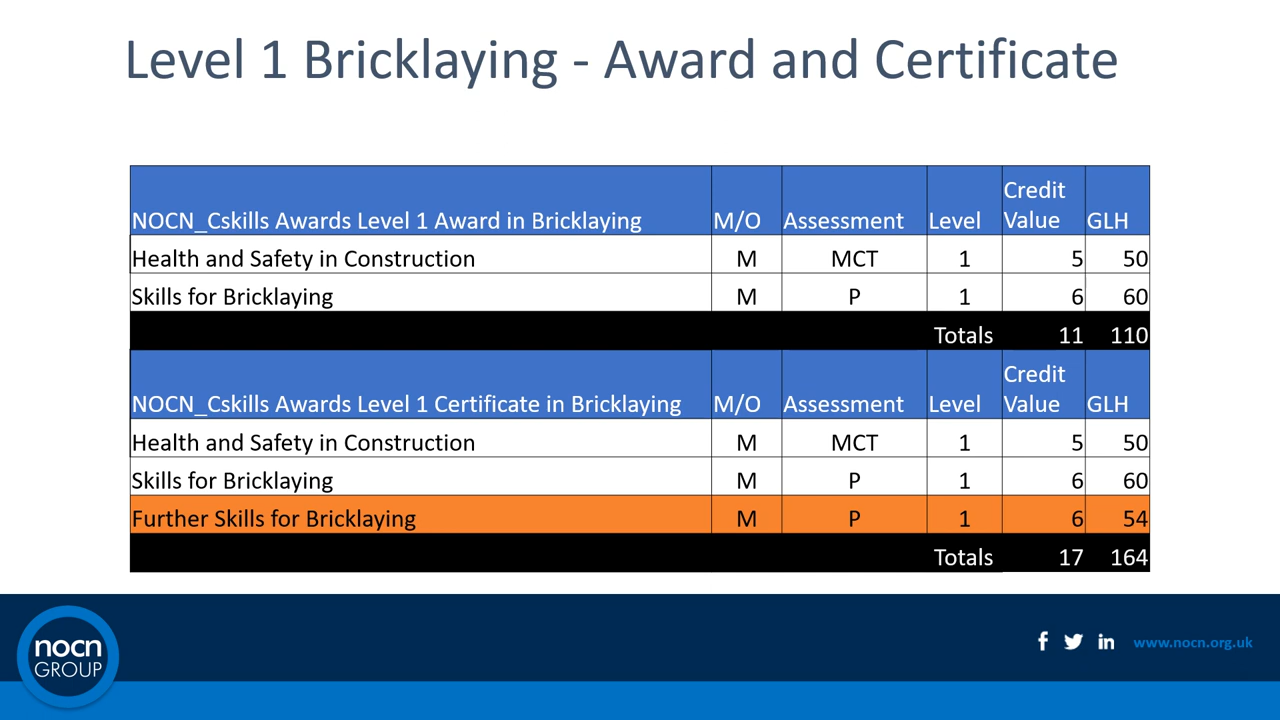 Level 1 Bricklaying - Award and Certificate
NOCN_Cskills Awards Level 1 Award in Bricklaying M/O Assessment Level Credit Value GLH
Health and Safety in Construction M MCT 1 5 50
Skills for Bricklaying M P 1 6 60
Totals 11 110
NOCN_Cskills Awards Level 1 Certificate in Bricklaying M/O Assessment Level Credit Value GLH
Health and Safety in Construction M MCT 1 5 50
Skills for Bricklaying M P 1 6 60
Further Skills for Bricklaying M P 1 6 54
Totals 17 164
nocn
GROUP
www.nocn.org.uk